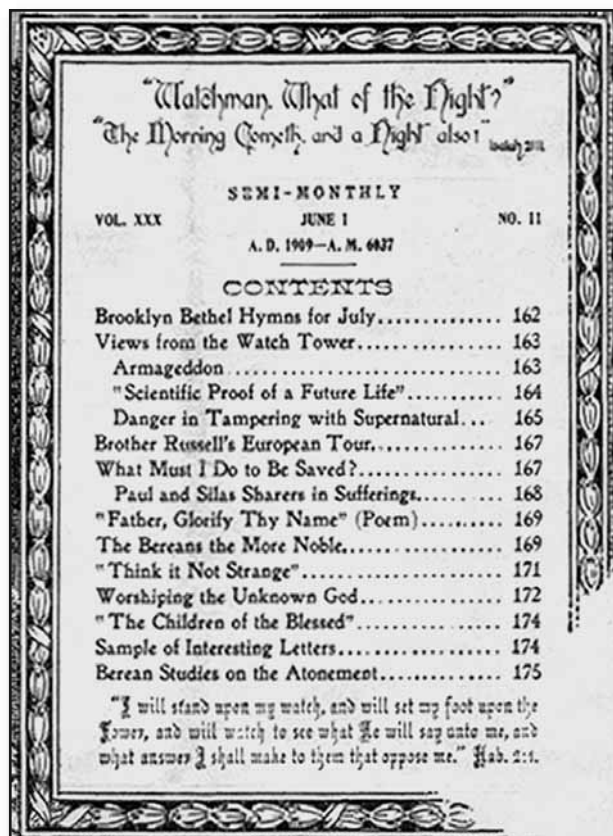 "Watchman, What of the Night?"
"The Morning Cometh, and a Night also!"
Isaiah
SEMI-MONTHLY
VOL. XXX JUNE 1 NO. 11
A. D. 1909—A. M. 6037
CONTENTS
Brooklyn Bethel Hymns for July.............. 162
Views from the Watch Tower................ 163
Armageddon .......................... 163
"Scientific Proof of a Future Life"............ 164
Danger in Tampering with Supernatural... 165
Brother Russell's European Tour.............. 167
What Must I Do to Be Saved?................ 167
Paul and Silas Sharers in Sufferings.......... 168
"Father, Glorify Thy Name" (Poem)......... 169
The Bereans the More Noble................. 169
"Think it Not Strange"...................... 171
Worshiping the Unknown God............... 172
"The Children of the Blessed"................ 174
Sample of Interesting Letters................. 174
Berean Studies on the Atonement............. 175
"I will stand upon my watch, and will set my foot upon the
Tower, and will watch to see what He will say unto me, and
what answer I shall make to them that oppose me." Hab. 2:1.